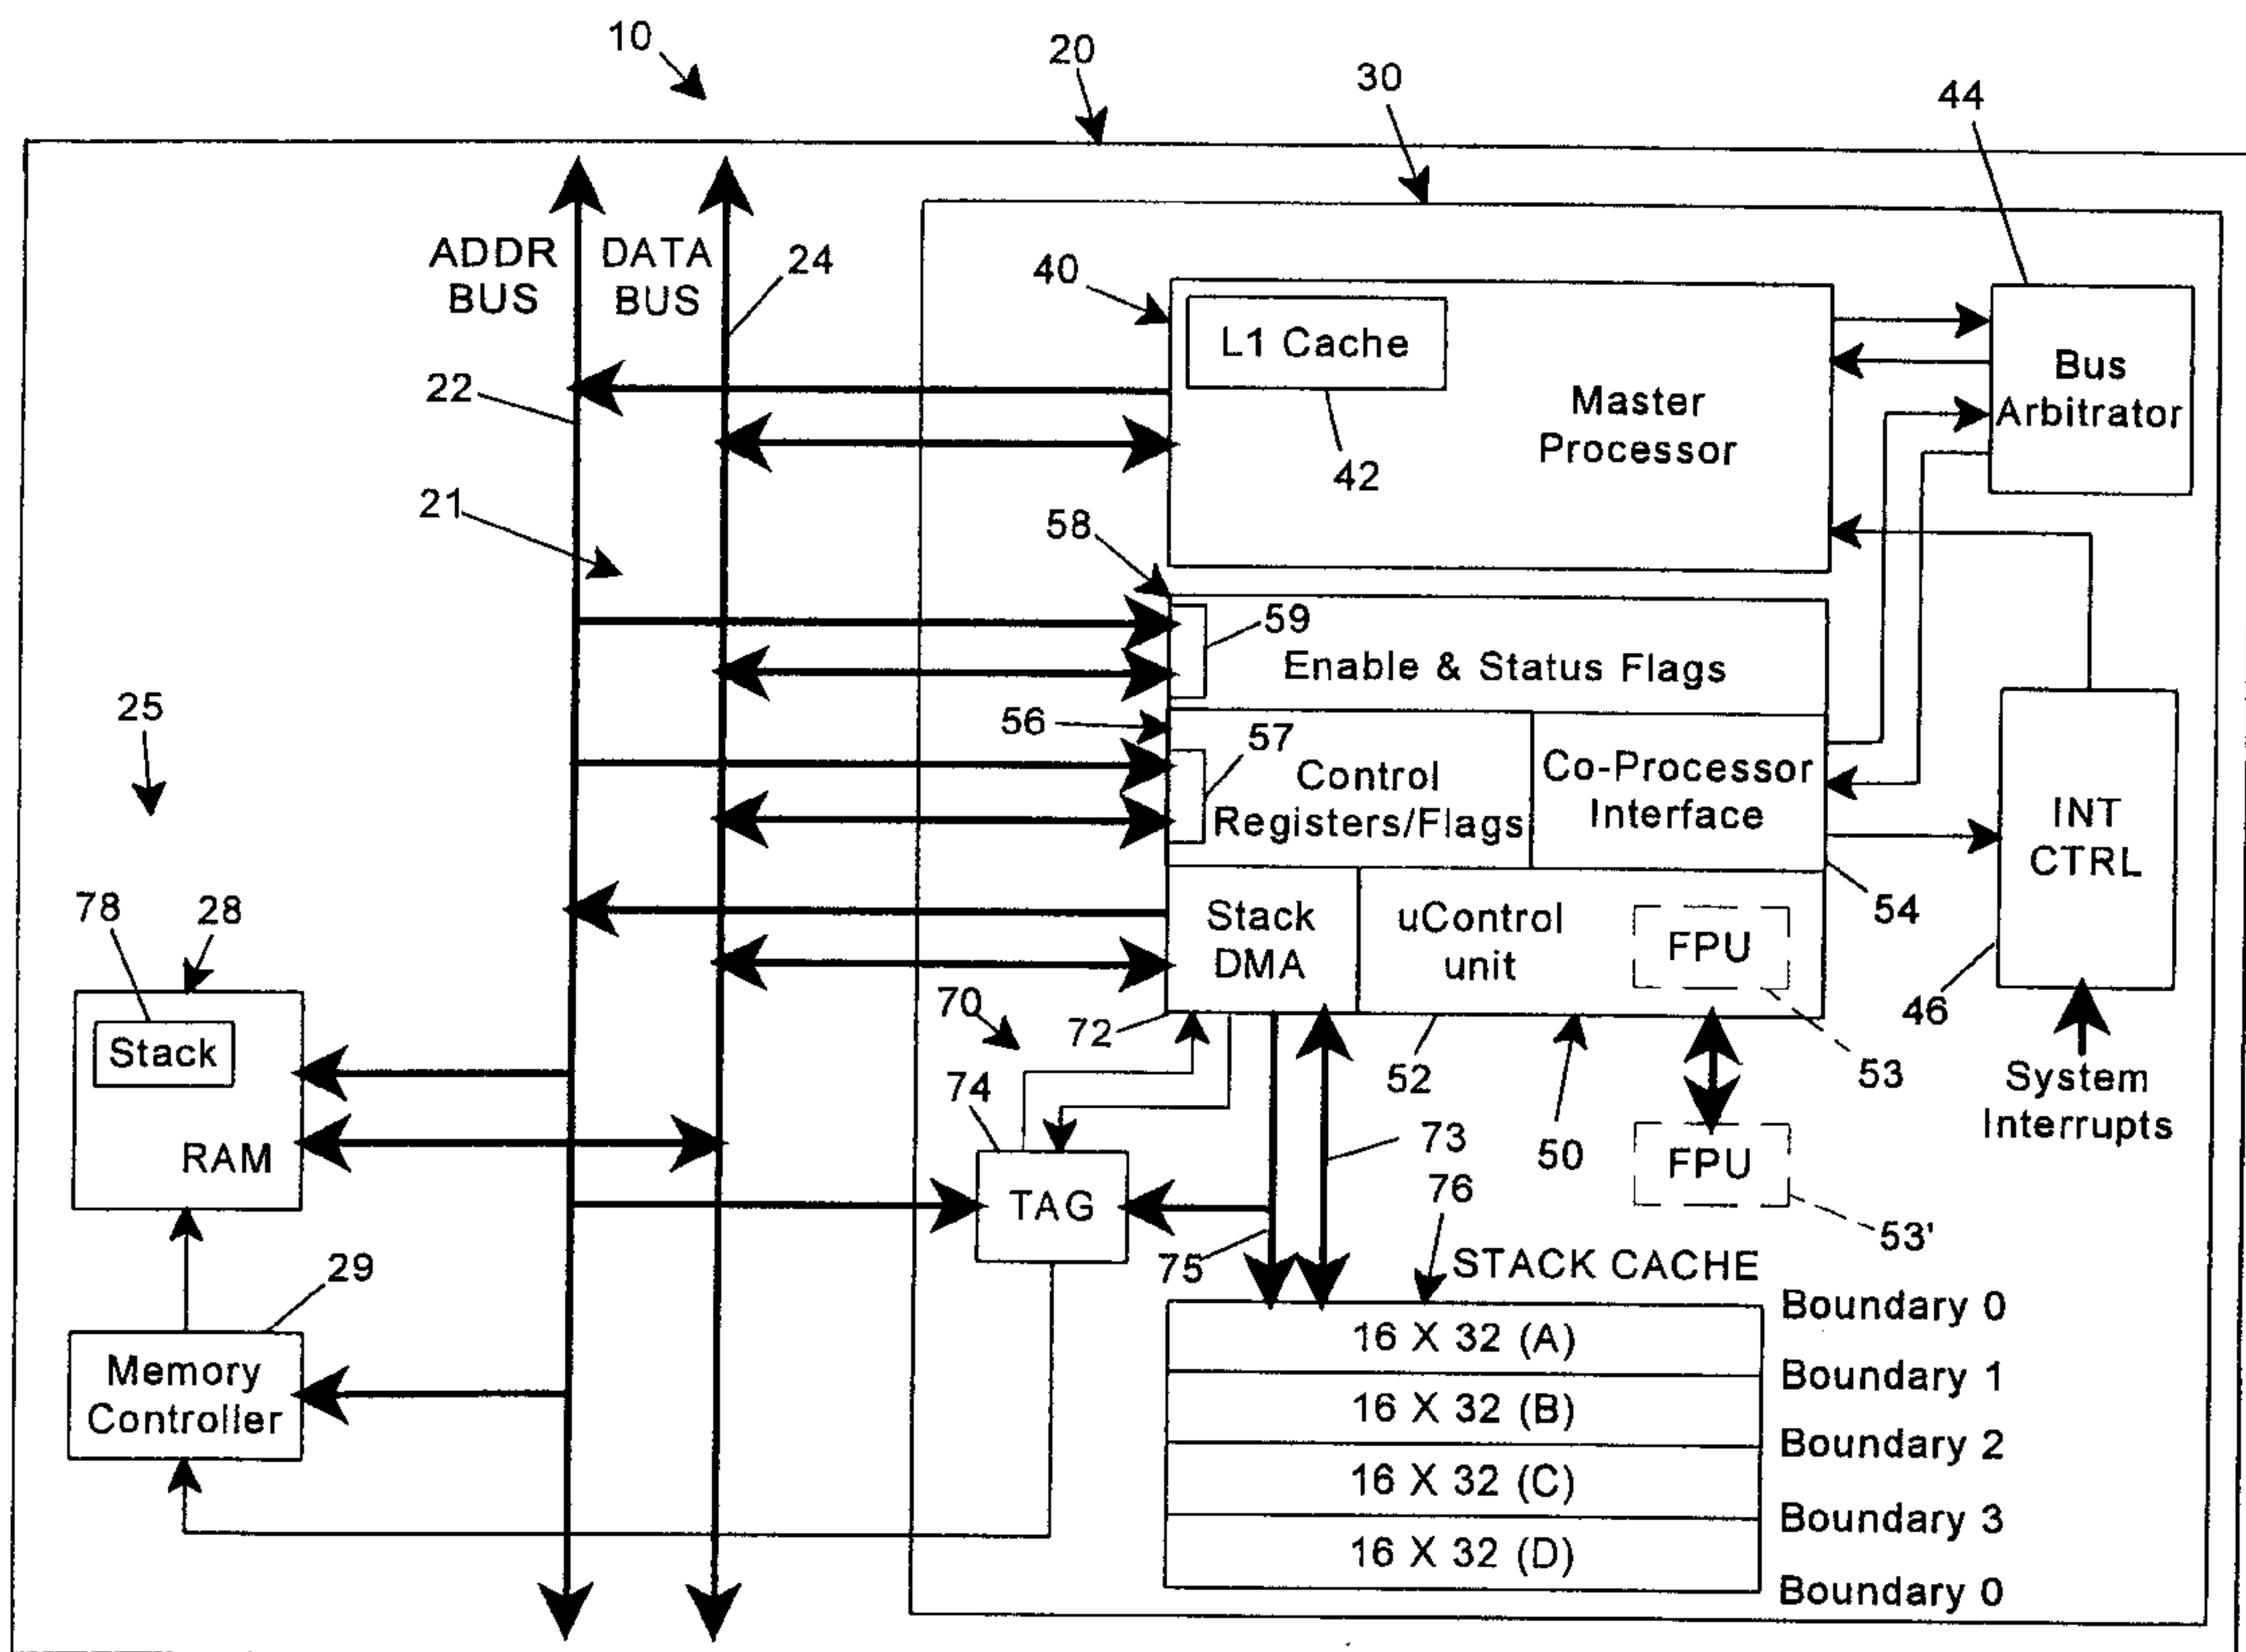 10
20
30
44
ADDR
BUS
DATA
BUS
24
40
L1 Cache
42
Master
Processor
Bus
Arbitrator
22
21
58
59
Enable & Status Flags
56
57
Control
Registers/Flags
Co-Processor
Interface
INT
CTRL
25
78
28
Stack
RAM
Stack
DMA
uControl
unit
FPU
54
46
70
72
52
50
53
System
Interrupts
74
TAG
73
76
75
FPU
53'
29
Memory
Controller
STACK CACHE
Boundary 0
16 X 32 (A)
Boundary 1
16 X 32 (B)
Boundary 2
16 X 32 (C)
Boundary 3
16 X 32 (D)
Boundary 0